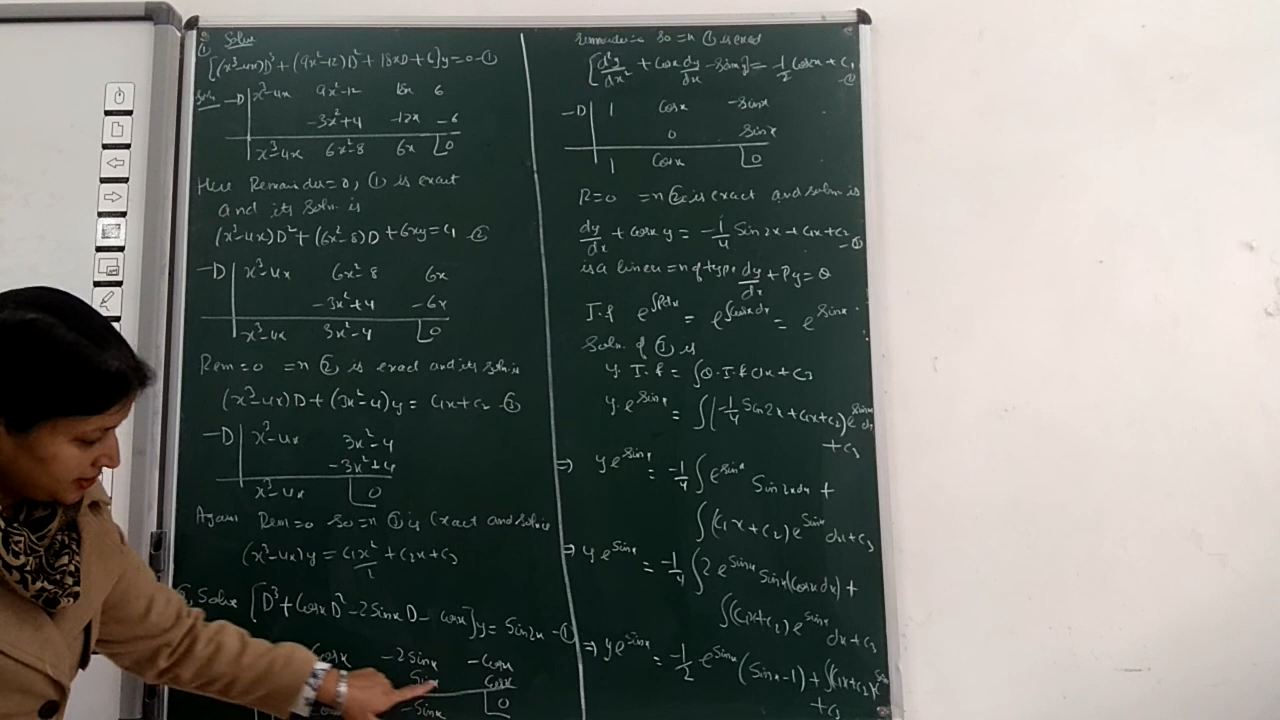 Solve
① [(x³-4x)D³ + (9x²-12)D² + 18xD + 6]y = 0 -①
Soln -D | x³-4x 9x²-12 18x 6
-3x²+4 -12x -6
x³-4x 6x²-8 6x 0
Here Remainder=0, ① is exact
and its soln. is
(x³-4x)D² + (6x²-8)D + 6xy = c₁ -②
-D | x³-4x 6x²-8 6x
-3x²+4 -6x
x³-4x 3x²-4 0
Rem=0 =n ② is exact and its soln. is
(x³-4x)D + (3x²-4)y = c₁x+c₂ -③
-D | x³-4x 3x²-4
-3x²+4
x³-4x 0
Again Rem=0 so =n ③ is exact and soln is
(x³-4x)y = c₁x²/2 + c₂x + c₃
Solve [D³ + cosx D² - 2 sinx D - cosx]y = sin2x -①
cosx -2sinx -cosx
sinx cosx
-sinx 0
Remainder=0 so =n ① is exact
[d²y/dx² + cosx dy/dx - sinx y] = -1/2 cos2x + c₁ -②
-D | 1 cosx -sinx
0 sinx
1 cosx 0
R=0 =n ② is exact and soln is
dy/dx + cosx y = -1/4 sin2x + c₁x + c₂ -③
is a linear =n of type dy/dx + Py = Q
I.f e^∫Pdx = e^∫cosx dx = e^sinx
Soln. of ③ is
y. I.f = ∫Q. I.f dx + c₃
y. e^sinx = ∫(-1/4 sin2x + c₁x + c₂) e^sinx dx
+ c₃
⇒ y e^sinx = -1/4 ∫e^sinx sin2x dx +
∫(c₁x + c₂) e^sinx dx + c₃
⇒ y e^sinx = -1/4 ∫2 e^sinx sinx (cosx dx) +
∫(c₁x + c₂) e^sinx dx + c₃
⇒ y e^sinx = -1/2 e^sinx (sinx - 1) + ∫(c₁x + c₂) e^sinx
+ c₃